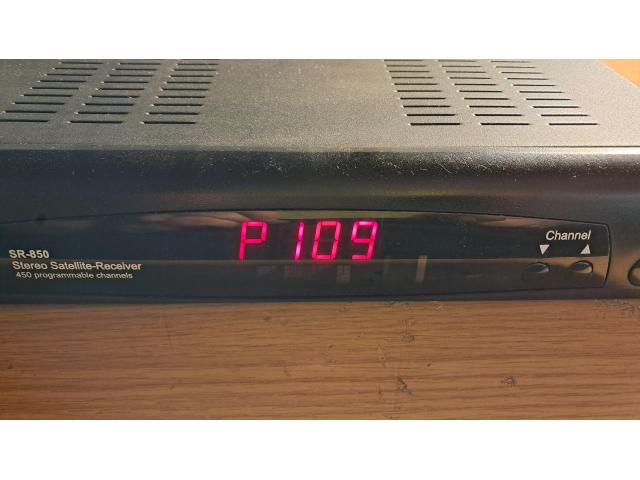 SR-850
Stereo Satellite-Receiver
450 programmable channels
P 109
Channel